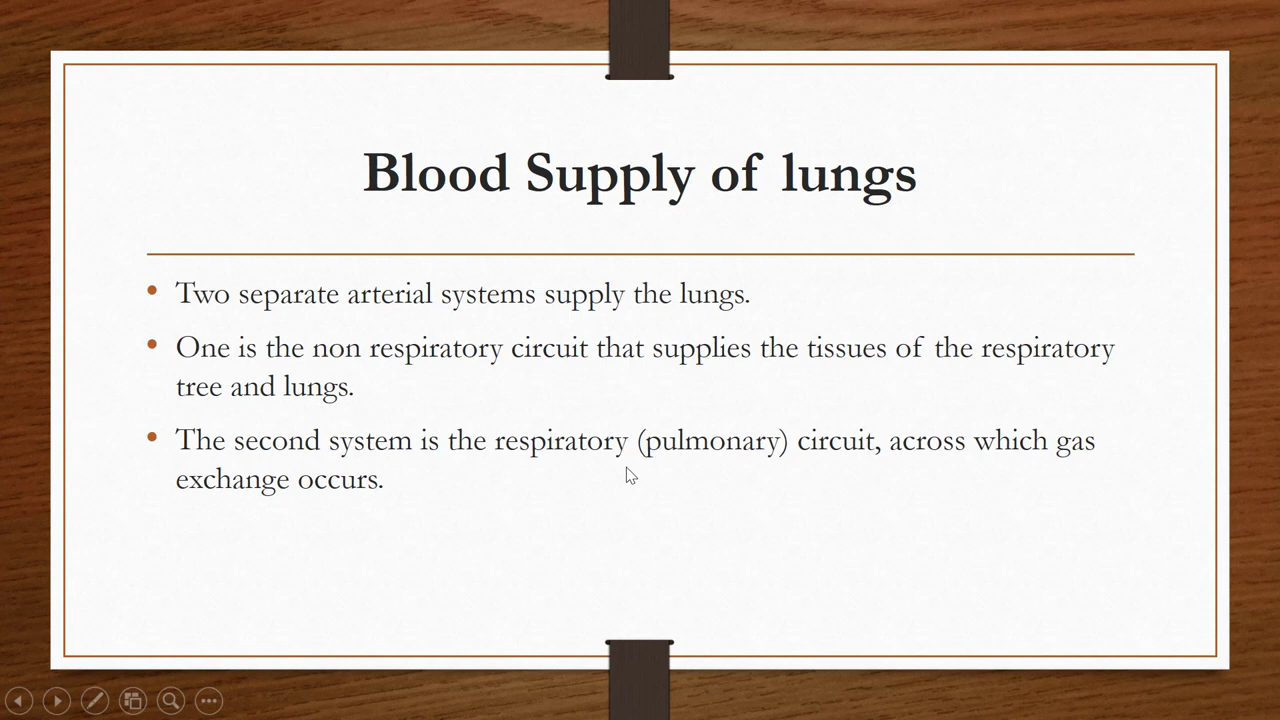 Blood Supply of lungs
• Two separate arterial systems supply the lungs.
• One is the non respiratory circuit that supplies the tissues of the respiratory
tree and lungs.
• The second system is the respiratory (pulmonary) circuit, across which gas
exchange occurs.